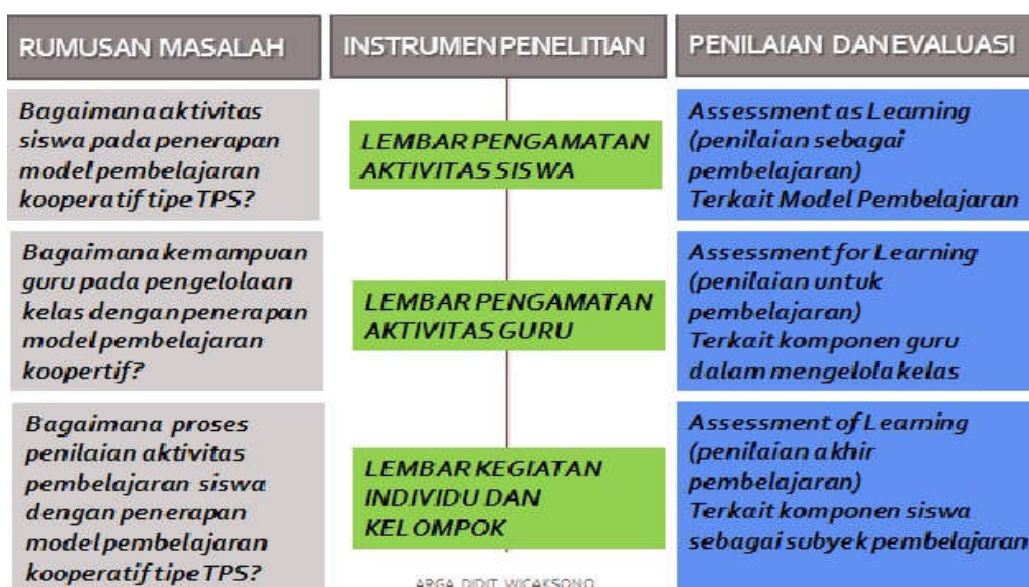 RUMUSAN MASALAH
Bagaimana aktivitas
siswa pada penerapan
model pembelajaran
kooperatif tipe TPS?
Bagaimana kemampuan
guru pada pengelolaan
kelas dengan penerapan
model pembelajaran
koopertif?
Bagaimana proses
penilaian aktivitas
pembelajaran siswa
dengan penerapan
model pembelajaran
kooperatif tipe TPS?
INSTRUMEN PENELITIAN
LEMBAR PENGAMATAN
AKTIVITAS SISWA
LEMBAR PENGAMATAN
AKTIVITAS GURU
LEMBAR KEGIATAN
INDIVIDU DAN
KELOMPOK
ARGA DIDIT WICAKSONO
PENILAIAN DAN EVALUASI
Assessment as Learning
(penilaian sebagai
pembelajaran)
Terkait Model Pembelajaran
Assessment for Learning
(penilaian untuk
pembelajaran)
Terkait komponen guru
dalam mengelola kelas
Assessment of Learning
(penilaian akhir
pembelajaran)
Terkait komponen siswa
sebagai subyek pembelajaran